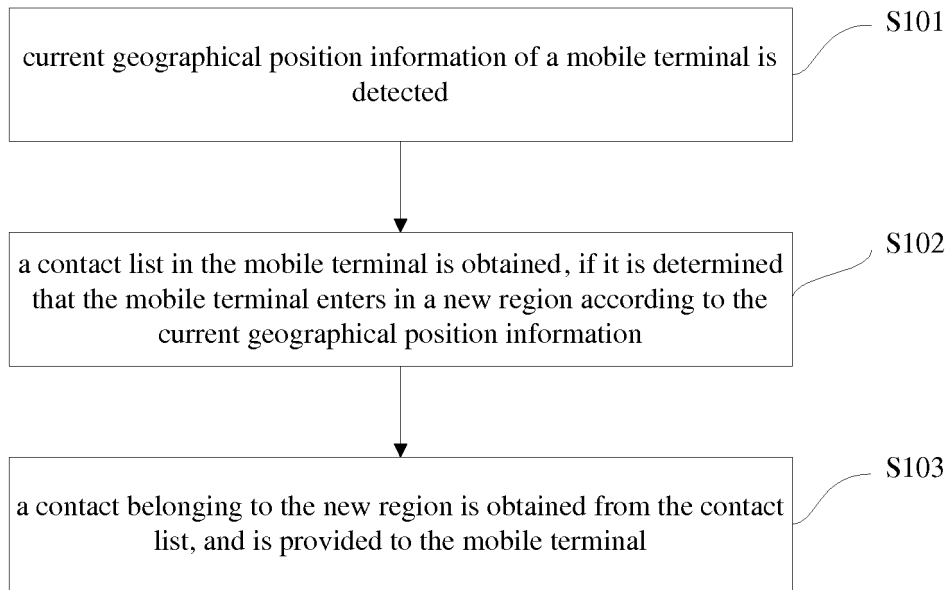 S101
current geographical position information of a mobile terminal is
detected
S102
a contact list in the mobile terminal is obtained, if it is determined
that the mobile terminal enters in a new region according to the
current geographical position information
S103
a contact belonging to the new region is obtained from the contact
list, and is provided to the mobile terminal